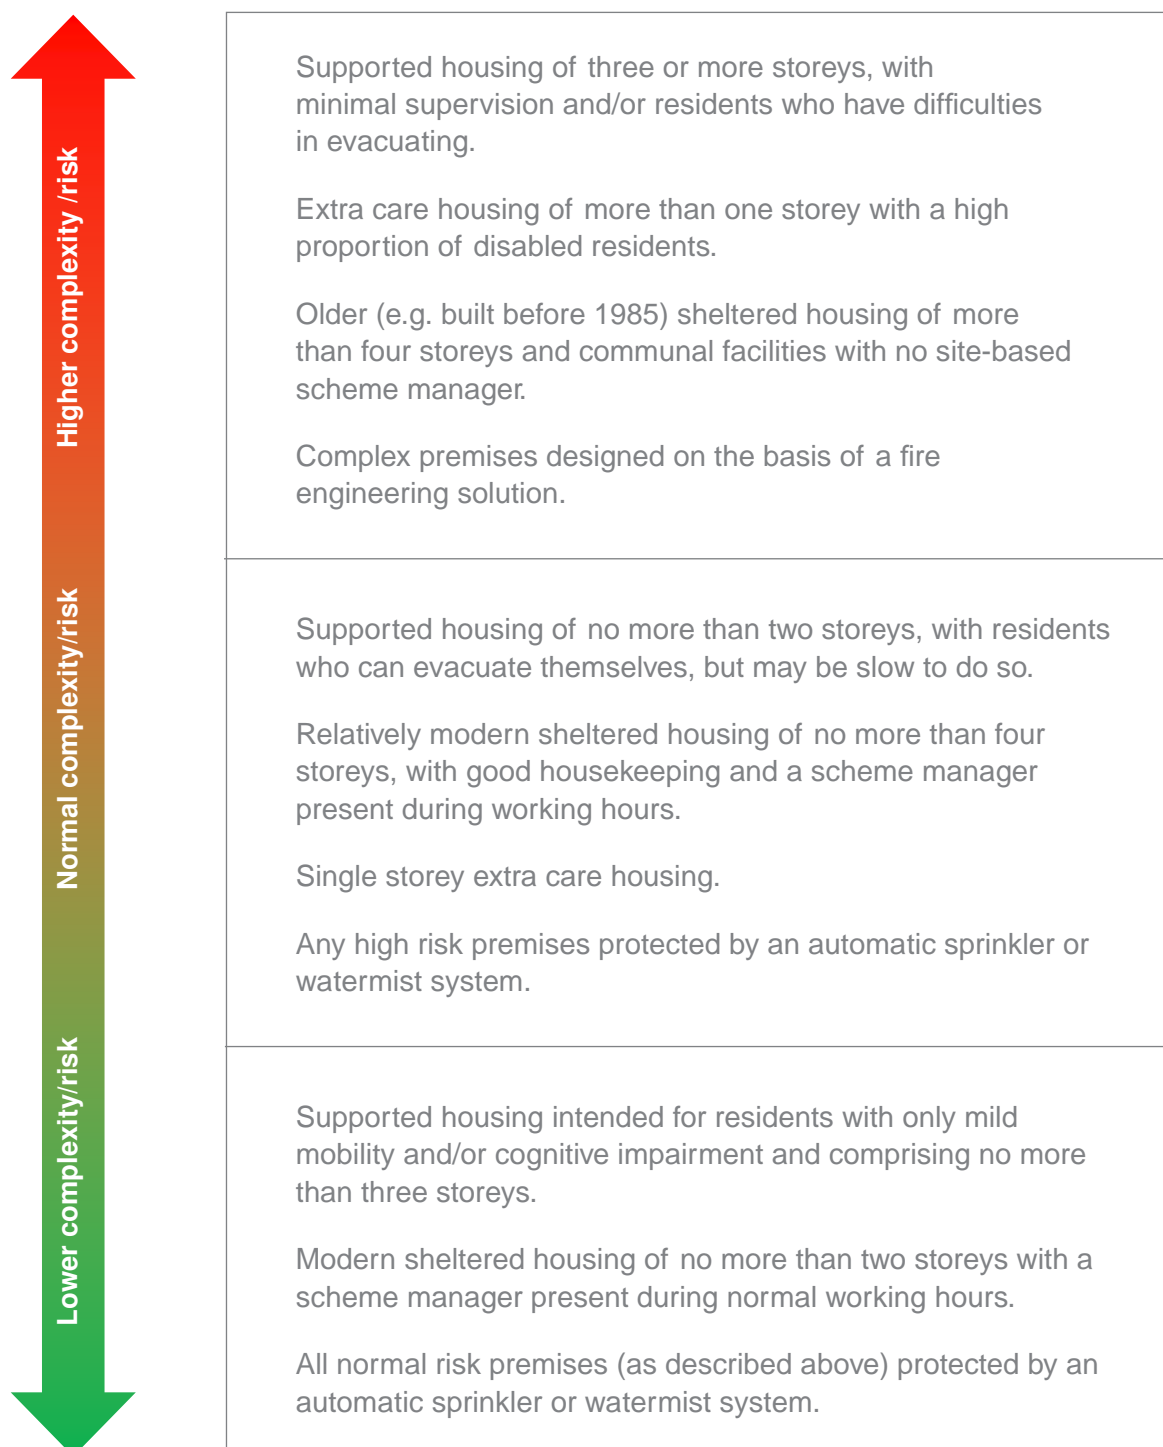 Higher complexity /risk
Supported housing of three or more storeys, with
minimal supervision and/or residents who have difficulties
in evacuating.
Extra care housing of more than one storey with a high
proportion of disabled residents.
Older (e.g. built before 1985) sheltered housing of more
than four storeys and communal facilities with no site-based
scheme manager.
Complex premises designed on the basis of a fire
engineering solution.
Normal complexity/risk
Supported housing of no more than two storeys, with residents
who can evacuate themselves, but may be slow to do so.
Relatively modern sheltered housing of no more than four
storeys, with good housekeeping and a scheme manager
present during working hours.
Single storey extra care housing.
Any high risk premises protected by an automatic sprinkler or
watermist system.
Lower complexity/risk
Supported housing intended for residents with only mild
mobility and/or cognitive impairment and comprising no more
than three storeys.
Modern sheltered housing of no more than two storeys with a
scheme manager present during normal working hours.
All normal risk premises (as described above) protected by an
automatic sprinkler or watermist system.